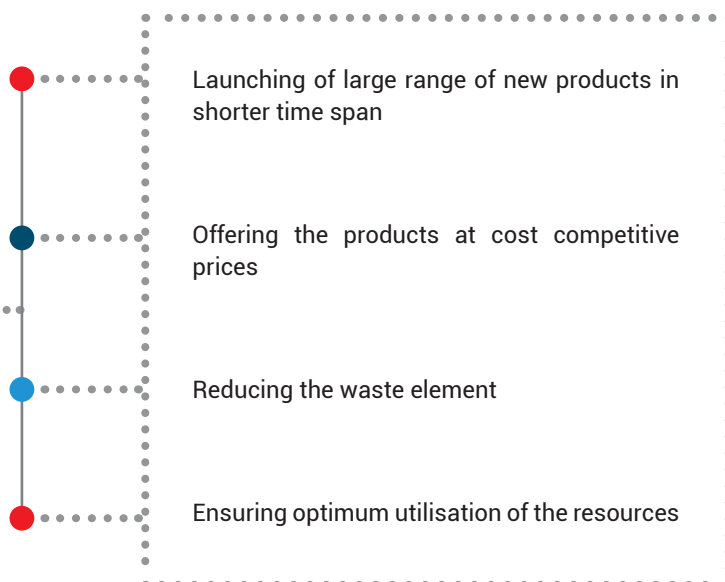 Launching of large range of new products in
shorter time span
Offering the products at cost competitive
prices
Reducing the waste element
Ensuring optimum utilisation of the resources